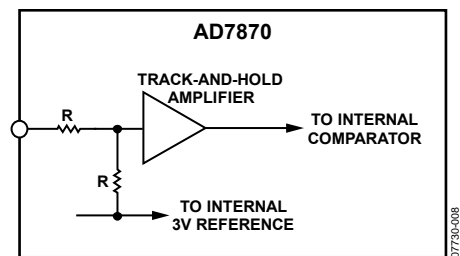 AD7870
TRACK-AND-HOLD
AMPLIFIER
R
TO INTERNAL
COMPARATOR
R
TO INTERNAL
3V REFERENCE
07730-008